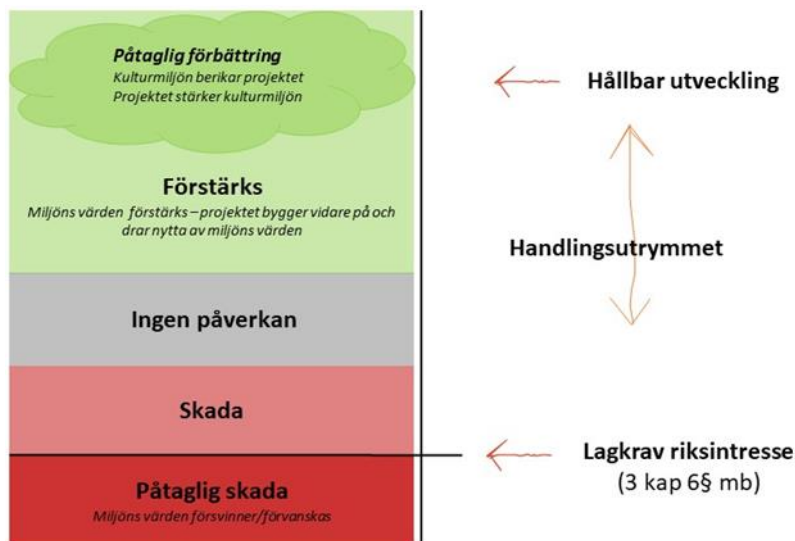 Påtaglig förbättring
Kulturmiljön berikar projektet
Projektet stärker kulturmiljön
Hållbar utveckling
Förstärks
Miljöns värden förstärks – projektet bygger vidare på och
drar nytta av miljöns värden
Handlingsutrymmet
Ingen påverkan
Skada
Lagkrav riksintresse
(3 kap 6§ mb)
Påtaglig skada
Miljöns värden försvinner/förvanskas